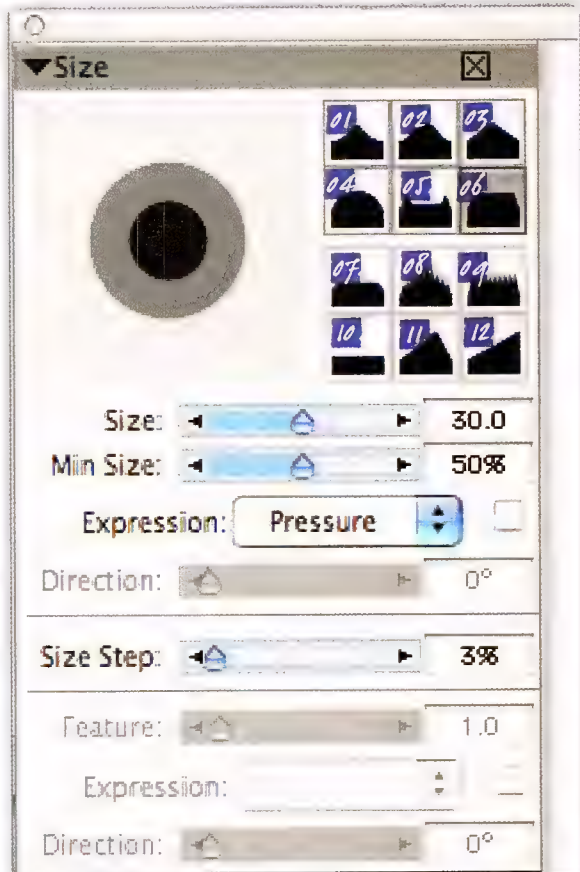 Size
01 02 03
04 05 06
07 08 09
10 11 12
Size: 30.0
Min Size: 50%
Expression: Pressure
Direction: 0°
Size Step: 3%
Feature: 1.0
Expression:
Direction: 0°